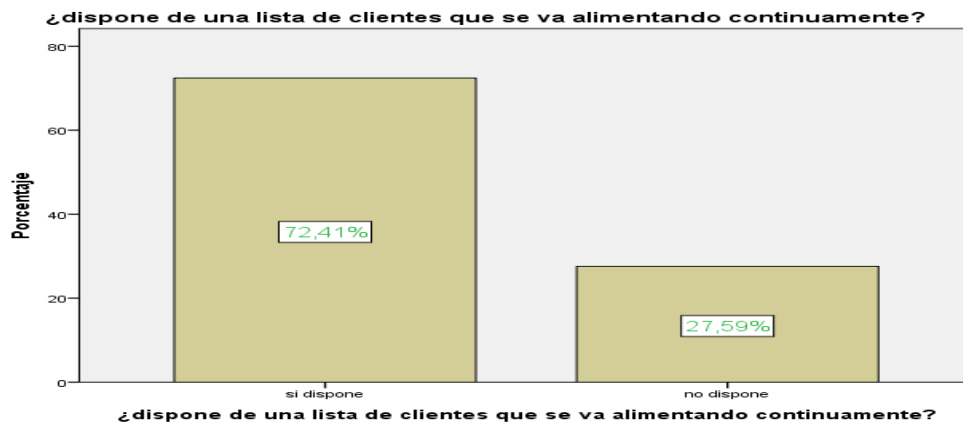 ¿dispone de una lista de clientes que se va alimentando continuamente?
80
60
40
20
0
Porcentaje
72,41%
27,59%
si dispone
no dispone
¿dispone de una lista de clientes que se va alimentando continuamente?